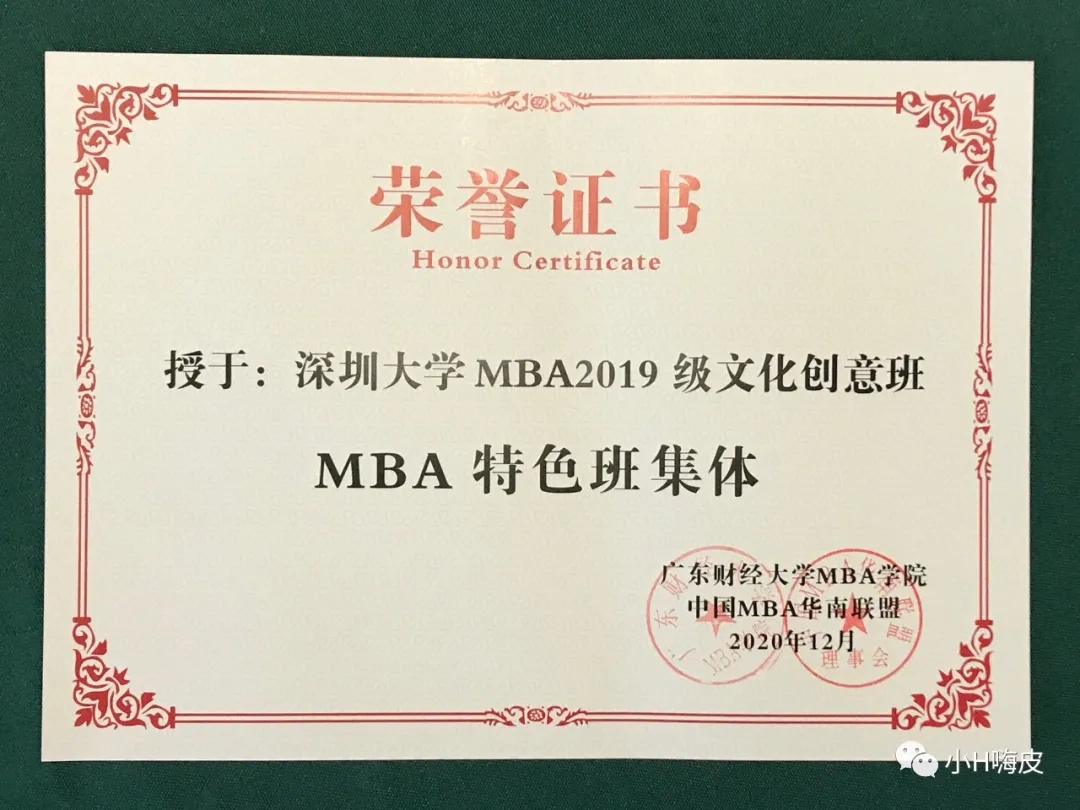 荣誉证书
Honor Certificate
授于：深圳大学MBA2019 级文化创意班
MBA 特色班集体
广东财经大学MBA学院
中国MBA华南联盟
2020年12月
小H嗨皮